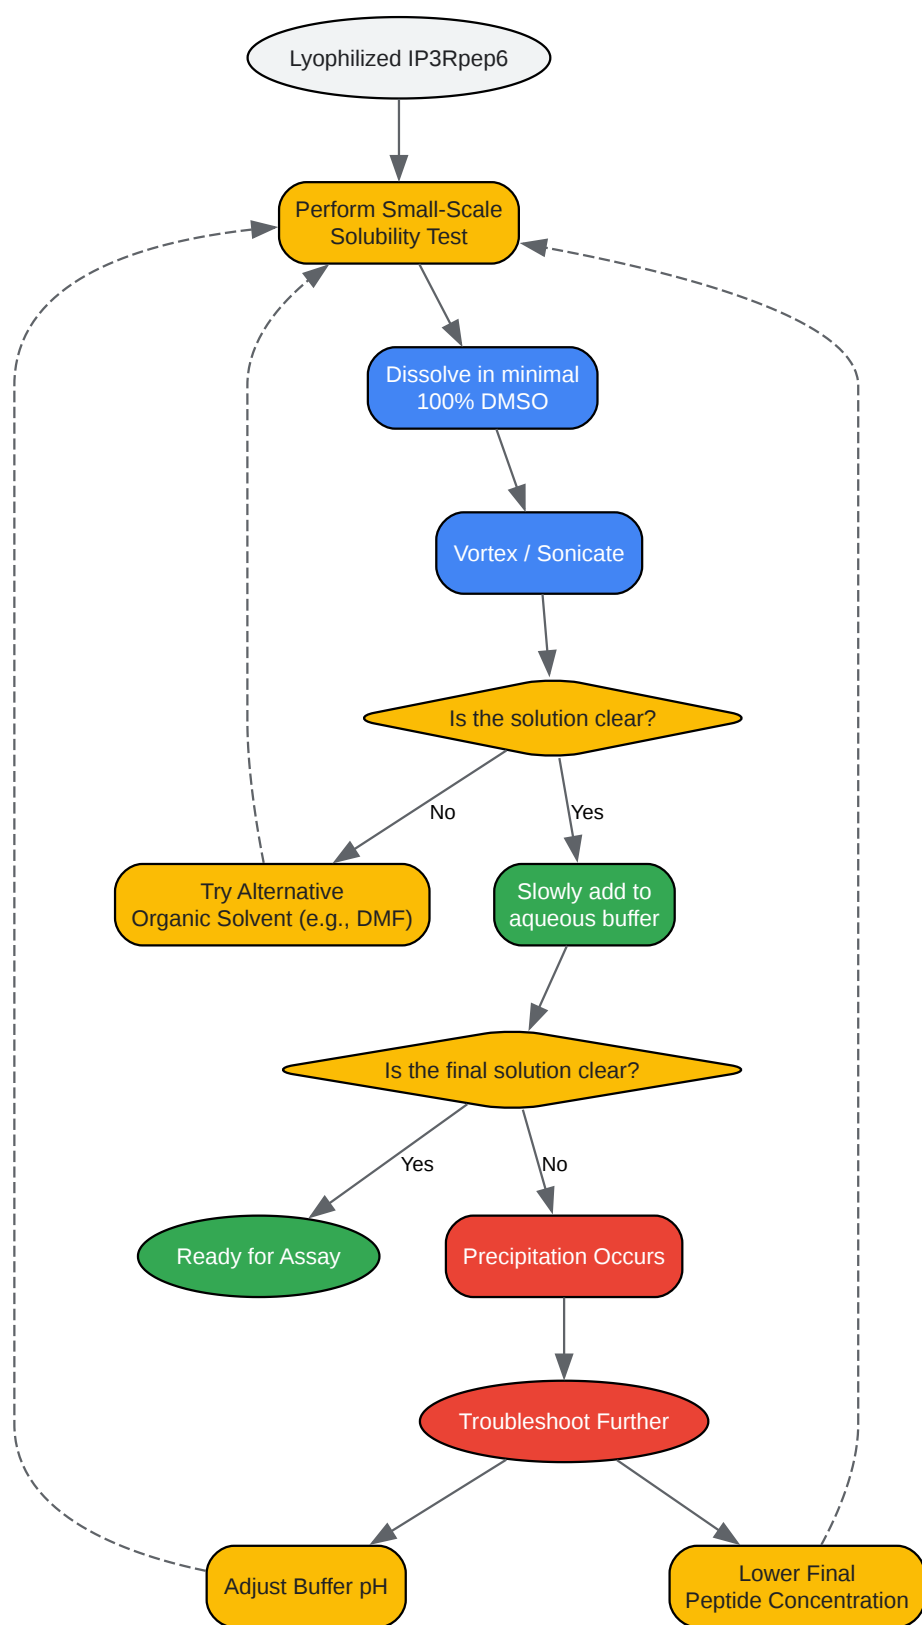 Lyophilized IP3Rpep6
Perform Small-Scale
Solubility Test
Dissolve in minimal
100% DMSO
Vortex / Sonicate
Is the solution clear?
No
Yes
Try Alternative
Organic Solvent (e.g., DMF)
Slowly add to
aqueous buffer
Is the final solution clear?
Yes
No
Ready for Assay
Precipitation Occurs
Troubleshoot Further
Adjust Buffer pH
Lower Final
Peptide Concentration